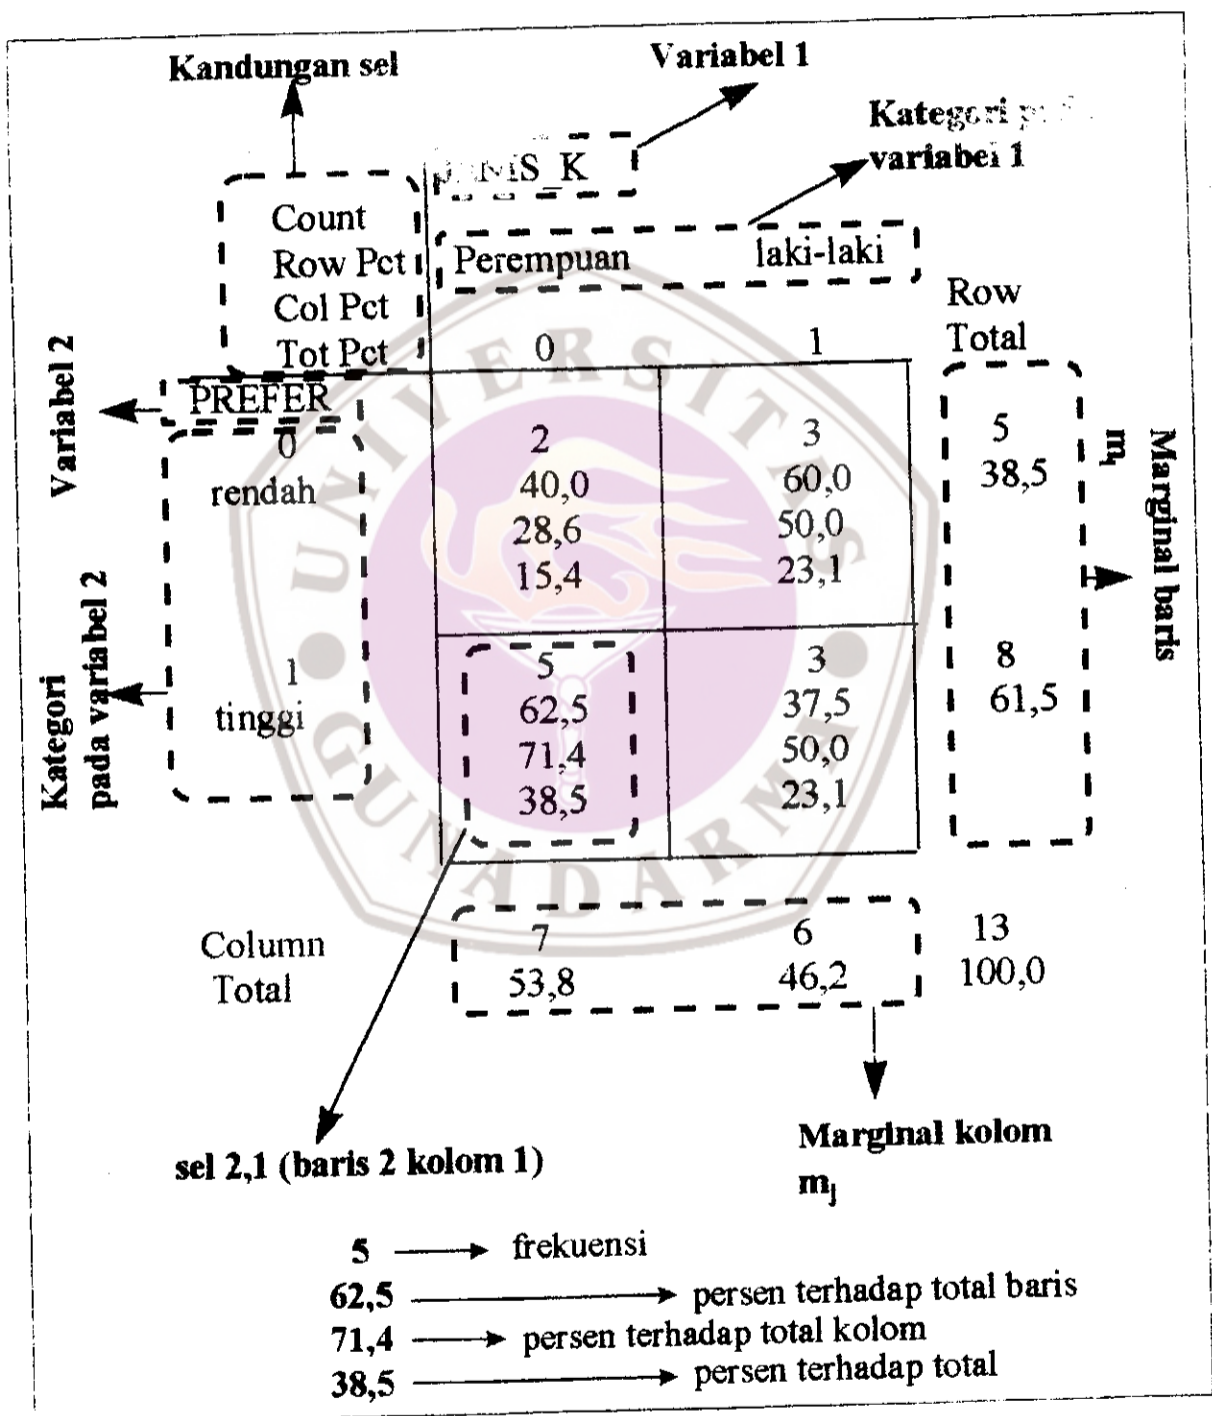 Kandungan sel
Variabel 1
Kategori
variabel 1
Count
Row Pct
Col Pct
Tot Pct
Perempuan laki-laki
0 1
Row
Total
Variabel 2
PREFER
0
rendah
2 3 5
40,0 60,0 38,5
28,6 50,0
15,4 23,1
mi
Marginal baris
Kategori
pada variabel 2
1
tinggi
5 3 8
62,5 37,5 61,5
71,4 50,0
38,5 23,1
Column
Total
7 6 13
53,8 46,2 100,0
sel 2,1 (baris 2 kolom 1)
Marginal kolom
mj
5 frekuensi
62,5 persen terhadap total baris
71,4 persen terhadap total kolom
38,5 persen terhadap total
UNIVERSITAS
GUNADARMA